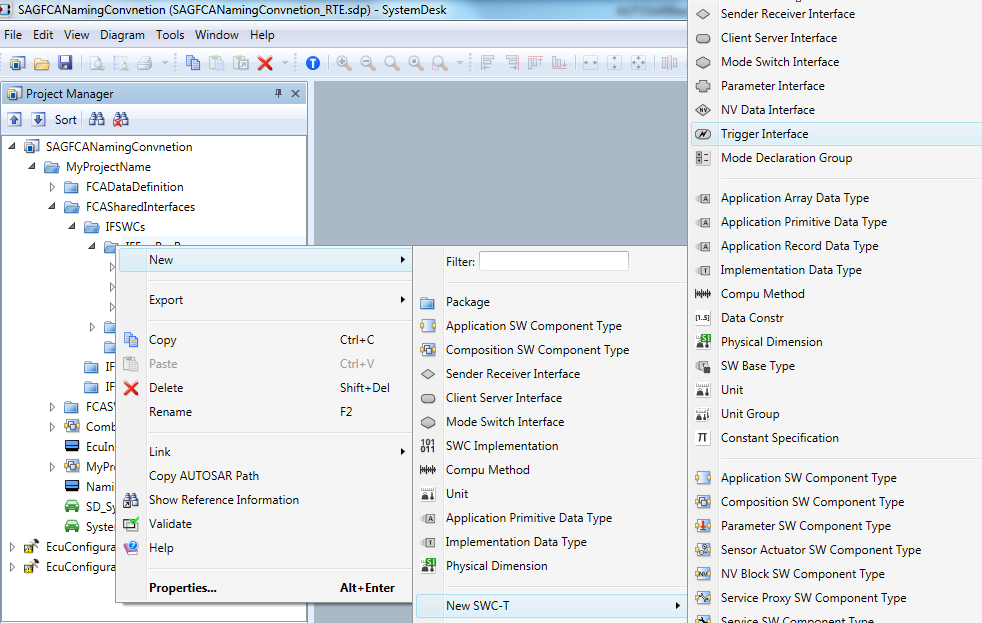 SAGFCANamingConvnetion (SAGFCANamingConvnetion_RTE.sdp) - SystemDesk
File Edit View Diagram Tools Window Help
Project Manager
Sort
SAGFCANamingConvnetion
MyProjectName
FCADataDefinition
FCASharedInterfaces
IFSWCs
IF
IF
FCASW
Comb
EcuIn
MyPro
Nami
SD_Sy
Syste
EcuConfigura
EcuConfigura
New
Export
Copy Ctrl+C
Paste Ctrl+V
Delete Shift+Del
Rename F2
Link
Copy AUTOSAR Path
Show Reference Information
Validate
Help
Properties... Alt+Enter
Filter:
Package
Application SW Component Type
Composition SW Component Type
Sender Receiver Interface
Client Server Interface
Mode Switch Interface
SWC Implementation
Compu Method
Unit
Application Primitive Data Type
Implementation Data Type
Physical Dimension
New SWC-T
Sender Receiver Interface
Client Server Interface
Mode Switch Interface
Parameter Interface
NV Data Interface
Trigger Interface
Mode Declaration Group
Application Array Data Type
Application Primitive Data Type
Application Record Data Type
Implementation Data Type
Compu Method
Data Constr
Physical Dimension
SW Base Type
Unit
Unit Group
Constant Specification
Application SW Component Type
Composition SW Component Type
Parameter SW Component Type
Sensor Actuator SW Component Type
NV Block SW Component Type
Service Proxy SW Component Type
Service SW Component Type